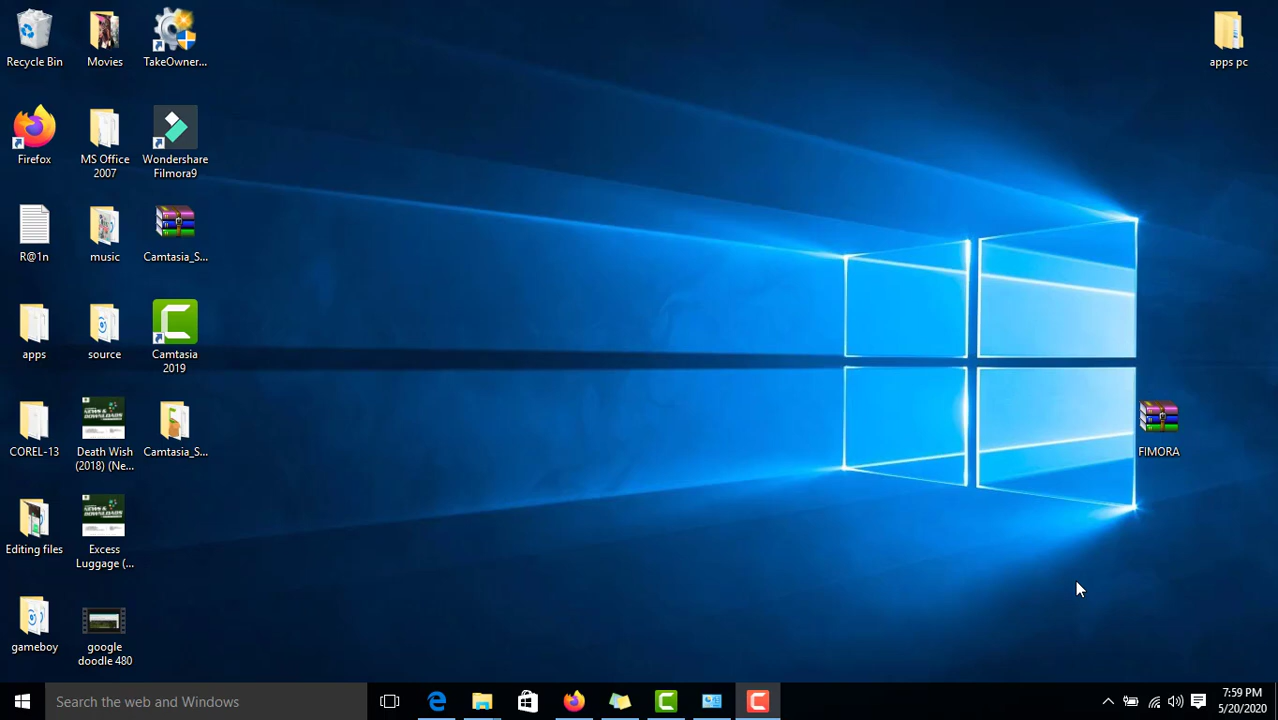 Recycle Bin
Movies
TakeOwner...
apps pc
Firefox
MS Office
2007
Wondershare
Filmora9
R@1n
music
Camtasia_S...
apps
source
Camtasia
2019
COREL-13
Death Wish
(2018) (Ne...
Camtasia_S...
FIMORA
Editing files
Excess
Luggage (...
gameboy
google
doodle 480
Search the web and Windows
7:59 PM
5/20/2020